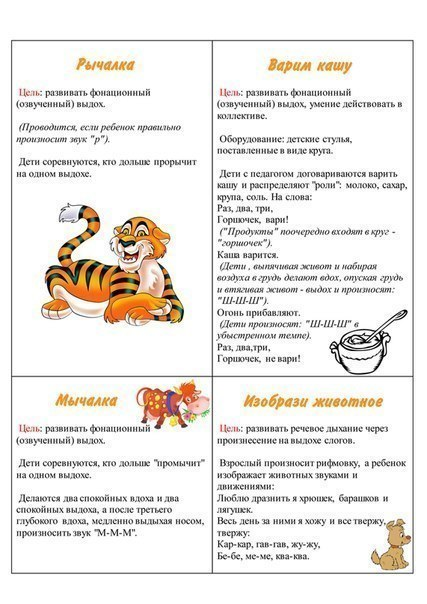 Рычалка
Цель: развивать фонационный
(озвученный) выдох.
(Проводится, если ребенок правильно
произносит звук "р").
Дети соревнуются, кто дольше прорычит
на одном выдохе.
Варим кашу
Цель: развивать фонационный
(озвученный) выдох, умение действовать в
коллективе.
Оборудование: детские стулья,
поставленные в виде круга.
Дети с педагогом договариваются варить
кашу и распределяют "роли": молоко, сахар,
крупа, соль. На слова:
Раз, два, три,
Горшочек, вари!
("Продукты" поочередно входят в круг -
"горшочек").
Каша варится.
(Дети , выпячивая живот и набирая
воздуха в грудь делают вдох, опуская грудь
и втягивая живот - выдох и произносят:
"Ш-Ш-Ш").
Огонь прибавляют.
(Дети произносят: "Ш-Ш-Ш" в
убыстренном темпе).
Раз, два,три,
Горшочек, не вари!
Мычалка
Цель: развивать фонационный
(озвученный) выдох.
Дети соревнуются, кто дольше "промычит"
на одном выдохе.
Делаются два спокойных вдоха и два
спокойных выдоха, а после третьего
глубокого вдоха, медленно выдыхая носом,
произносить звук "М-М-М".
Изобрази животное
Цель: развивать речевое дыхание через
произнесение на выдохе слогов.
Взрослый произносит рифмовку, а ребенок
изображает животных звуками и
движениями:
Люблю дразнить я хрюшек, барашков и
лягушек.
Весь день за ними я хожу и все твержу,
твержу:
Кар-кар, гав-гав, жу-жу,
Бе-бе, ме-ме, ква-ква.